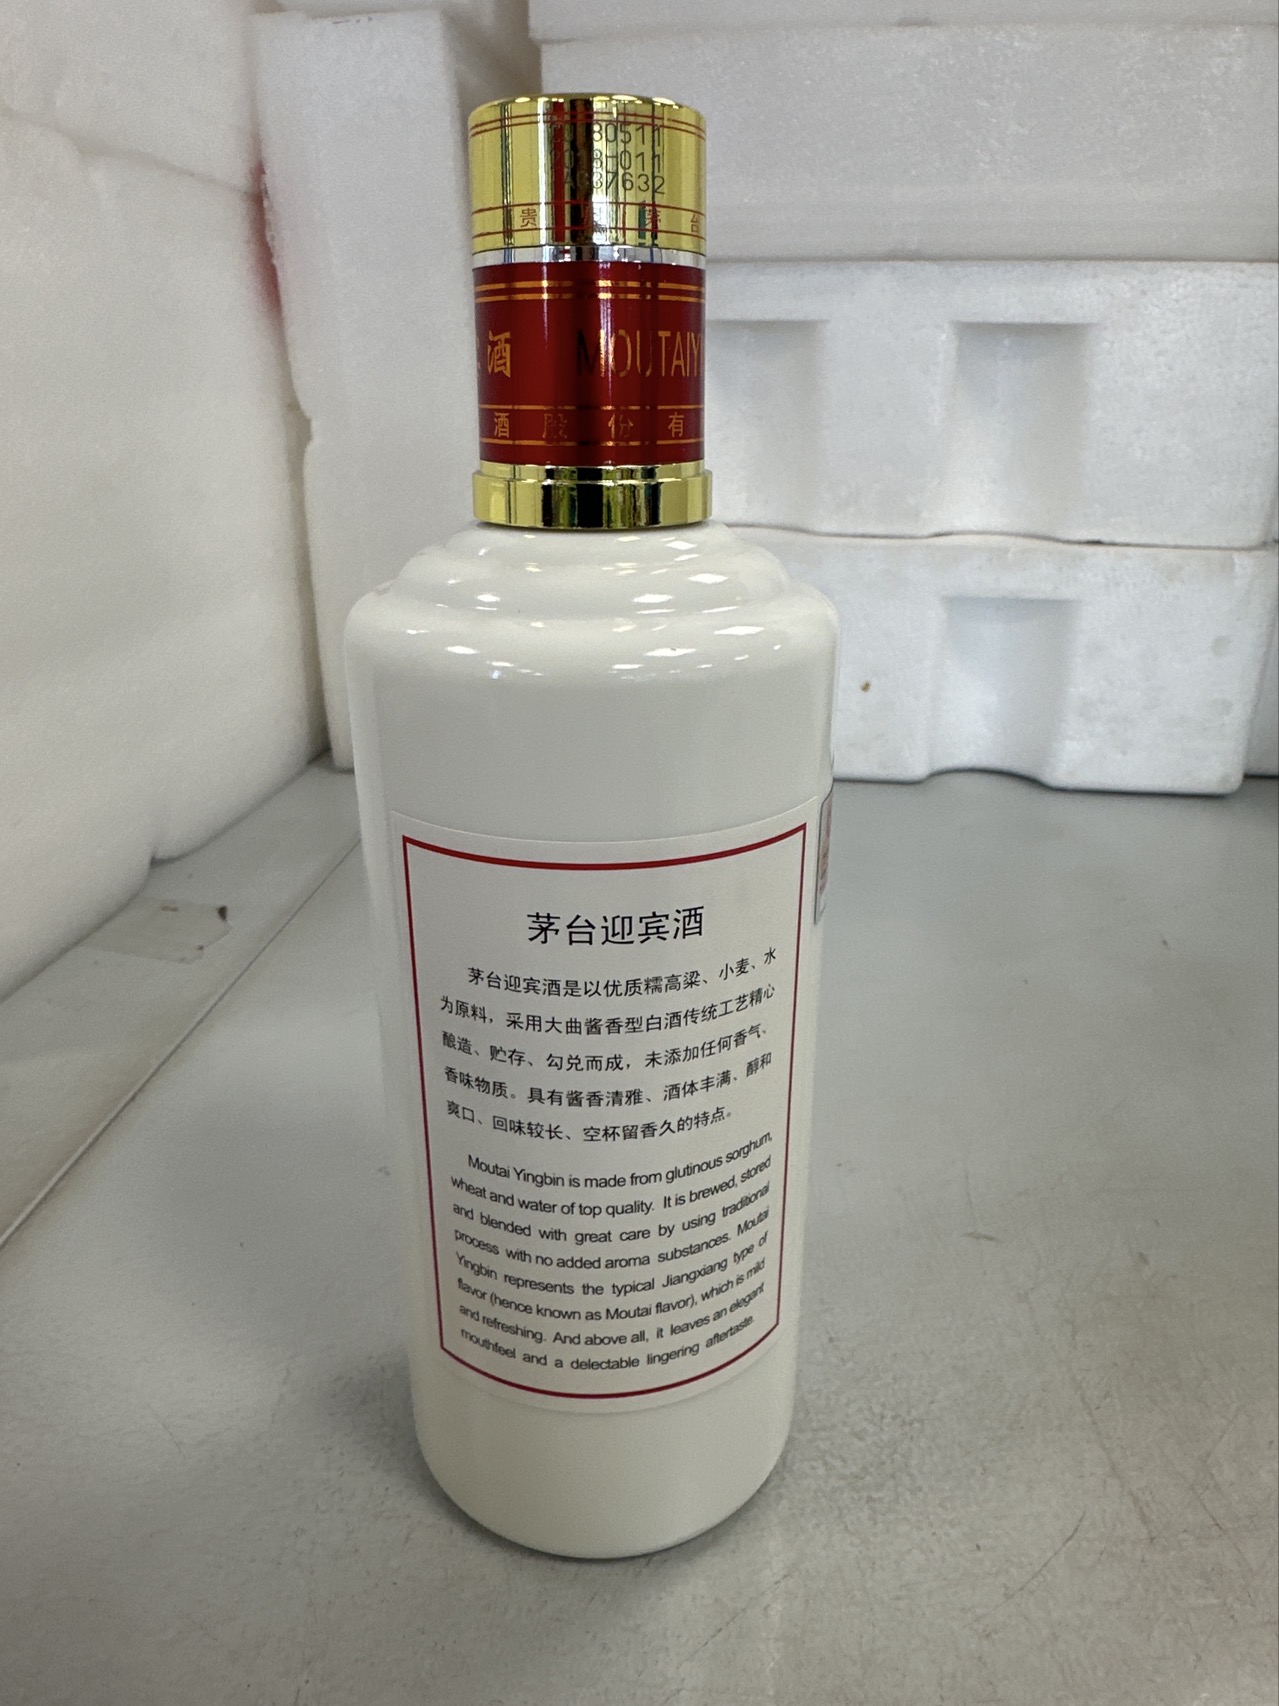 20180511
2018-011
A337632
贵 州 茅 台
酒 MOUTAIY
酒 股 份 有
茅台迎宾酒
茅台迎宾酒是以优质糯高粱、小麦、水
为原料，采用大曲酱香型白酒传统工艺精心
酿造、贮存、勾兑而成，未添加任何香气、
香味物质。具有酱香清雅、酒体丰满、醇和
爽口、回味较长、空杯留香久的特点。
Moutai Yingbin is made from glutinous sorghum,
wheat and water of top quality. It is brewed, stored
and blended with great care by using traditional
process with no added aroma substances. Moutai
Yingbin represents the typical Jiangxiang type of
flavor (hence known as Moutai flavor), which is mild
and refreshing. And above all, it leaves an elegant
mouthfeel and a delectable lingering aftertaste.